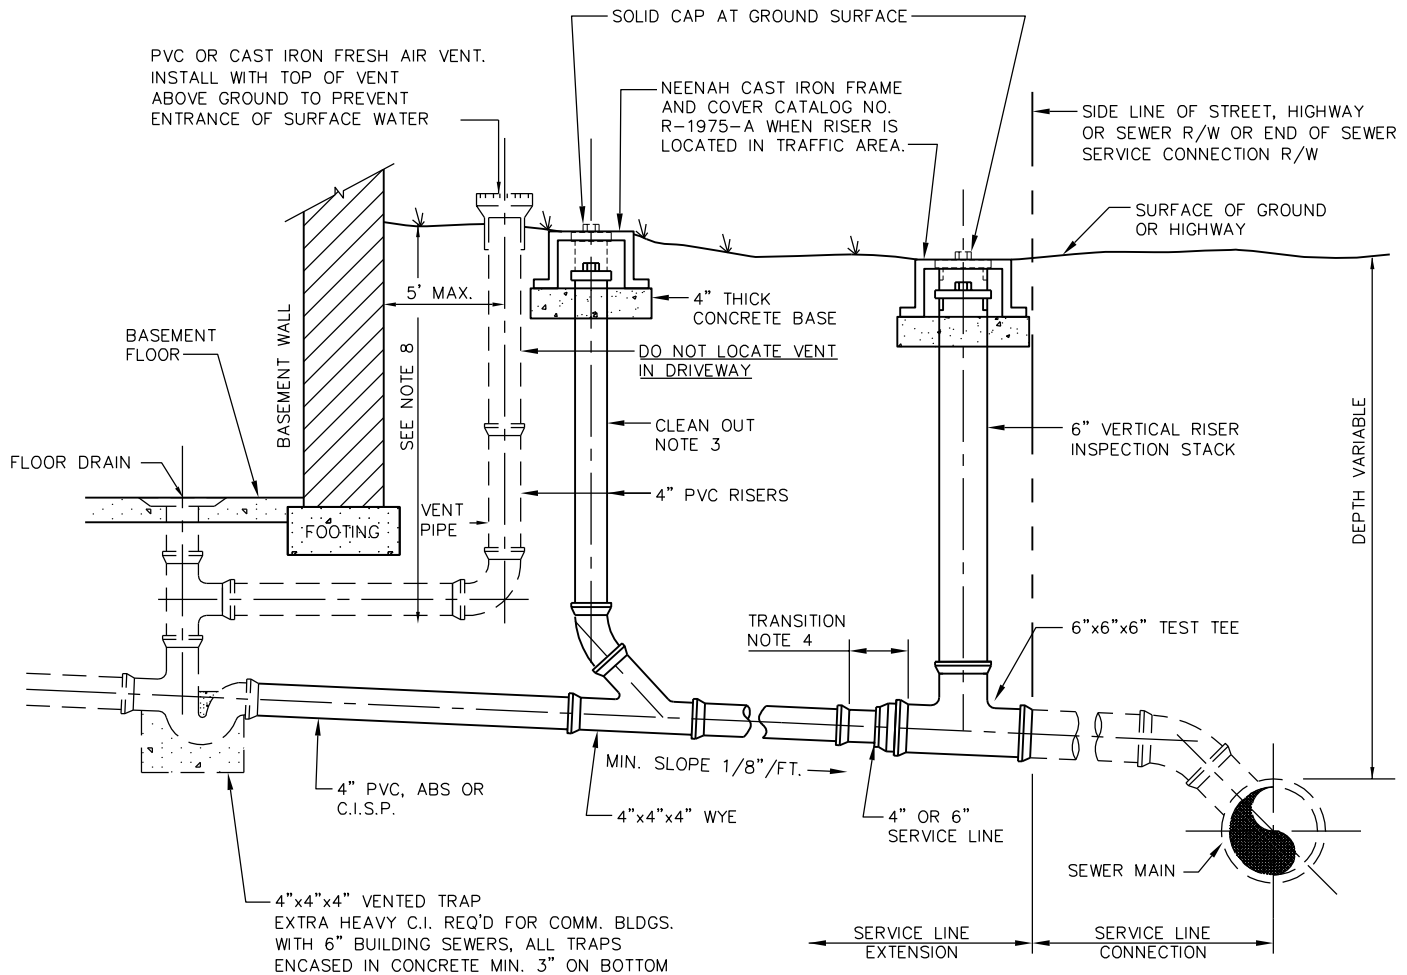 SOLID CAP AT GROUND SURFACE
PVC OR CAST IRON FRESH AIR VENT.
INSTALL WITH TOP OF VENT
ABOVE GROUND TO PREVENT
ENTRANCE OF SURFACE WATER
NEENAH CAST IRON FRAME
AND COVER CATALOG NO.
R-1975-A WHEN RISER IS
LOCATED IN TRAFFIC AREA.
SIDE LINE OF STREET, HIGHWAY
OR SEWER R/W OR END OF SEWER
SERVICE CONNECTION R/W
SURFACE OF GROUND
OR HIGHWAY
5' MAX.
4" THICK
CONCRETE BASE
BASEMENT
FLOOR
BASEMENT WALL
SEE NOTE 8
DO NOT LOCATE VENT
IN DRIVEWAY
CLEAN OUT
NOTE 3
6" VERTICAL RISER
INSPECTION STACK
DEPTH VARIABLE
FLOOR DRAIN
4" PVC RISERS
VENT
PIPE
FOOTING
TRANSITION
NOTE 4
6"x6"x6" TEST TEE
MIN. SLOPE 1/8"/FT.
4" PVC, ABS OR
C.I.S.P.
4"x4"x4" WYE
4" OR 6"
SERVICE LINE
SEWER MAIN
4"x4"x4" VENTED TRAP
EXTRA HEAVY C.I. REQ'D FOR COMM. BLDGS.
WITH 6" BUILDING SEWERS, ALL TRAPS
ENCASED IN CONCRETE MIN. 3" ON BOTTOM
SERVICE LINE
EXTENSION
SERVICE LINE
CONNECTION